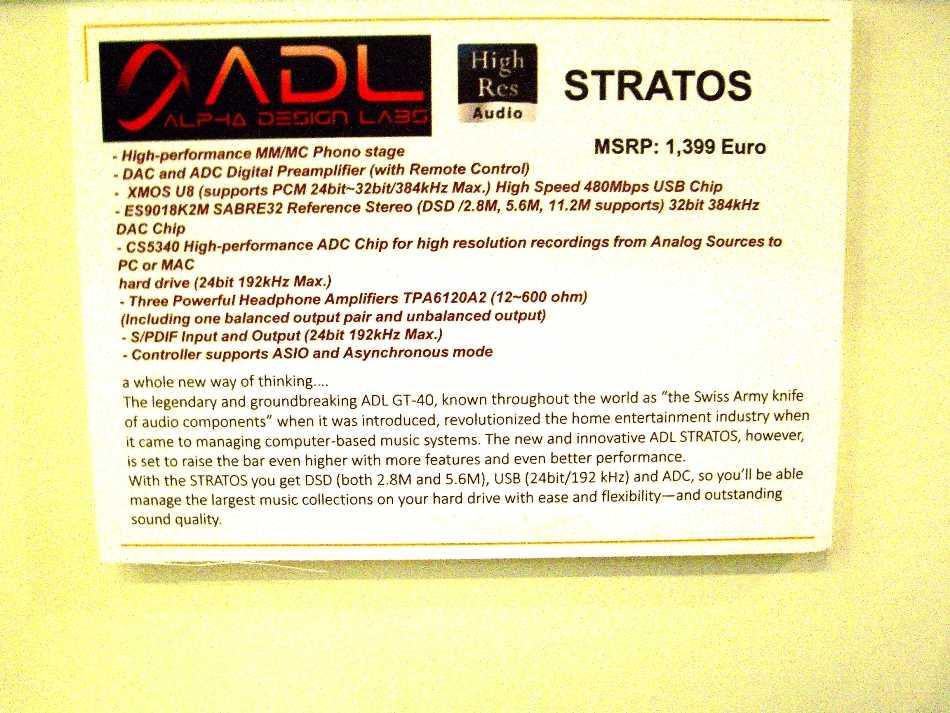 ADL
ALPHA DESIGN LABS
High
Res
Audio
STRATOS
MSRP: 1,399 Euro
- High-performance MM/MC Phono stage
- DAC and ADC Digital Preamplifier (with Remote Control)
- XMOS U8 (supports PCM 24bit~32bit/384kHz Max.) High Speed 480Mbps USB Chip
- ES9018K2M SABRE32 Reference Stereo (DSD /2.8M, 5.6M, 11.2M supports) 32bit 384kHz
DAC Chip
- CS5340 High-performance ADC Chip for high resolution recordings from Analog Sources to
PC or MAC
hard drive (24bit 192kHz Max.)
- Three Powerful Headphone Amplifiers TPA6120A2 (12~600 ohm)
(Including one balanced output pair and unbalanced output)
- S/PDIF Input and Output (24bit 192kHz Max.)
- Controller supports ASIO and Asynchronous mode
a whole new way of thinking....
The legendary and groundbreaking ADL GT-40, known throughout the world as "the Swiss Army knife
of audio components" when it was introduced, revolutionized the home entertainment industry when
it came to managing computer-based music systems. The new and innovative ADL STRATOS, however,
is set to raise the bar even higher with more features and even better performance.
With the STRATOS you get DSD (both 2.8M and 5.6M), USB (24bit/192 kHz) and ADC, so you'll be able
manage the largest music collections on your hard drive with ease and flexibility—and outstanding
sound quality.